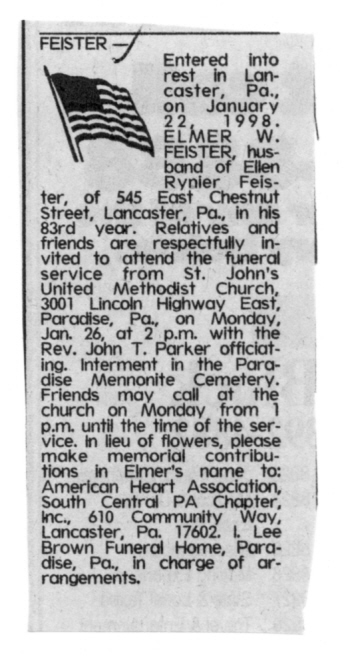 FEISTER —
Entered into
rest in Lan-
caster, Pa.,
on January
22, 1998.
ELMER W.
FEISTER, hus-
band of Ellen
Rynier Feis-
ter, of 545 East Chestnut
Street, Lancaster, Pa., in his
83rd year. Relatives and
friends are respectfully in-
vited to attend the funeral
service from St. John's
United Methodist Church,
3001 Lincoln Highway East,
Paradise, Pa., on Monday,
Jan. 26, at 2 p.m. with the
Rev. John T. Parker officiat-
ing. Interment in the Para-
dise Mennonite Cemetery.
Friends may call at the
church on Monday from 1
p.m. until the time of the ser-
vice. In lieu of flowers, please
make memorial contribu-
tions in Elmer's name to:
American Heart Association,
South Central PA Chapter,
Inc., 610 Community Way,
Lancaster, Pa. 17602. I. Lee
Brown Funeral Home, Para-
dise, Pa., in charge of ar-
rangements.